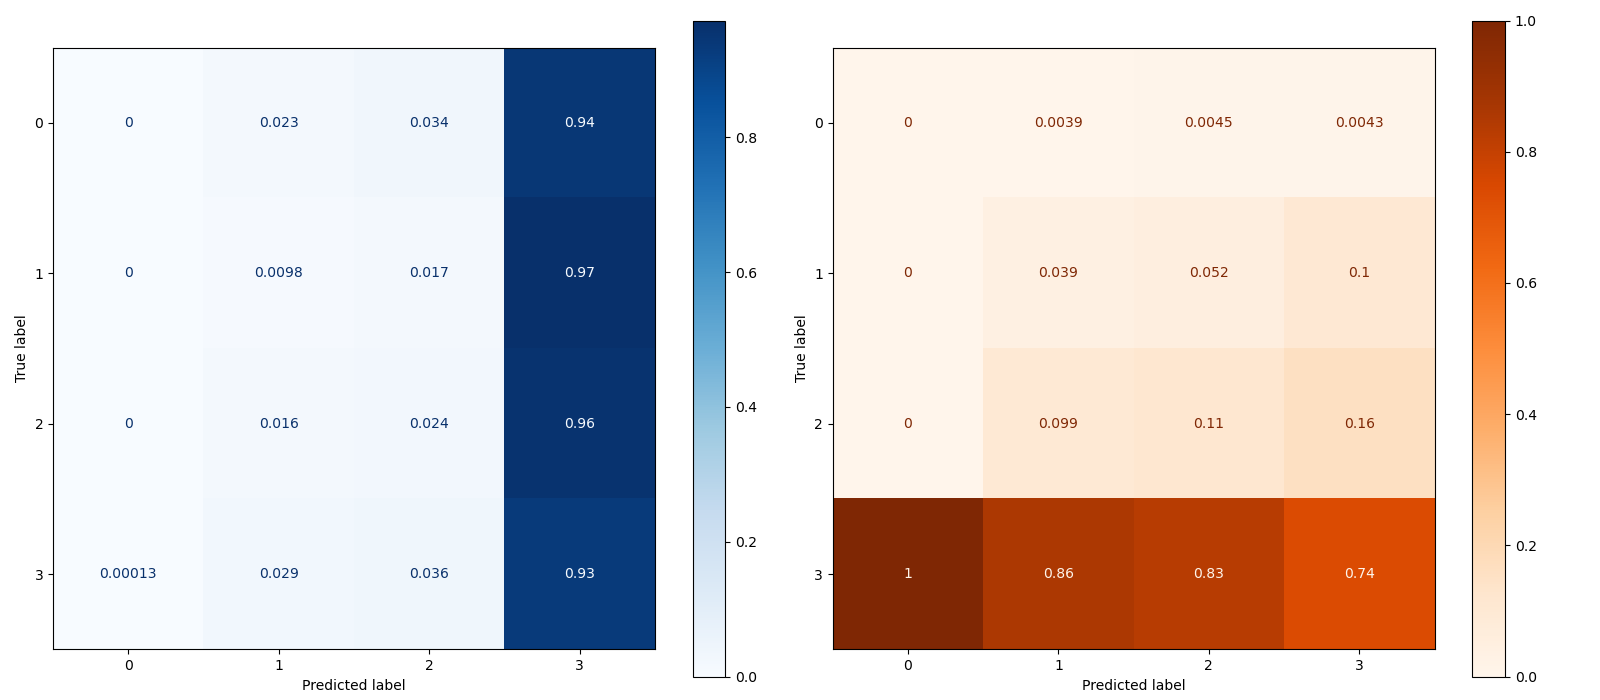 0 0 0.023 0.034 0.94
1 0 0.0098 0.017 0.97
2 0 0.016 0.024 0.96
3 0.00013 0.029 0.036 0.93
0 1 2 3
True label
Predicted label
0.8
0.6
0.4
0.2
0.0
0 0 0.0039 0.0045 0.0043
1 0 0.039 0.052 0.1
2 0 0.099 0.11 0.16
3 1 0.86 0.83 0.74
0 1 2 3
True label
Predicted label
1.0
0.8
0.6
0.4
0.2
0.0